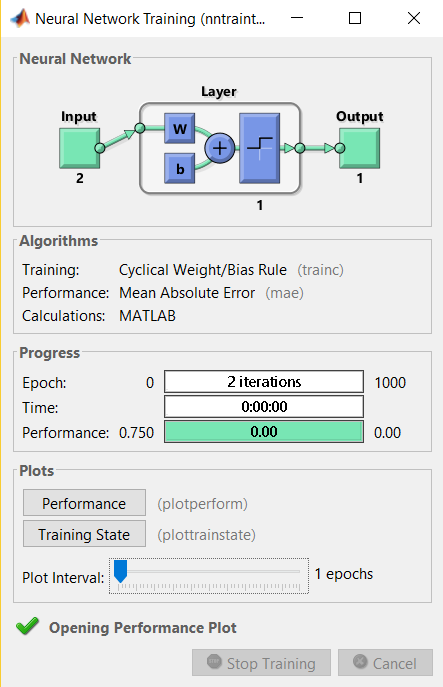 Neural Network Training (nntraint...
Neural Network
Layer
Input
Output
W
b
+
2
1
1
Algorithms
Training: Cyclical Weight/Bias Rule (trainc)
Performance: Mean Absolute Error (mae)
Calculations: MATLAB
Progress
Epoch: 0 2 iterations 1000
Time: 0:00:00
Performance: 0.750 0.00 0.00
Plots
Performance (plotperform)
Training State (plottrainstate)
Plot Interval: 1 epochs
Opening Performance Plot
Stop Training Cancel